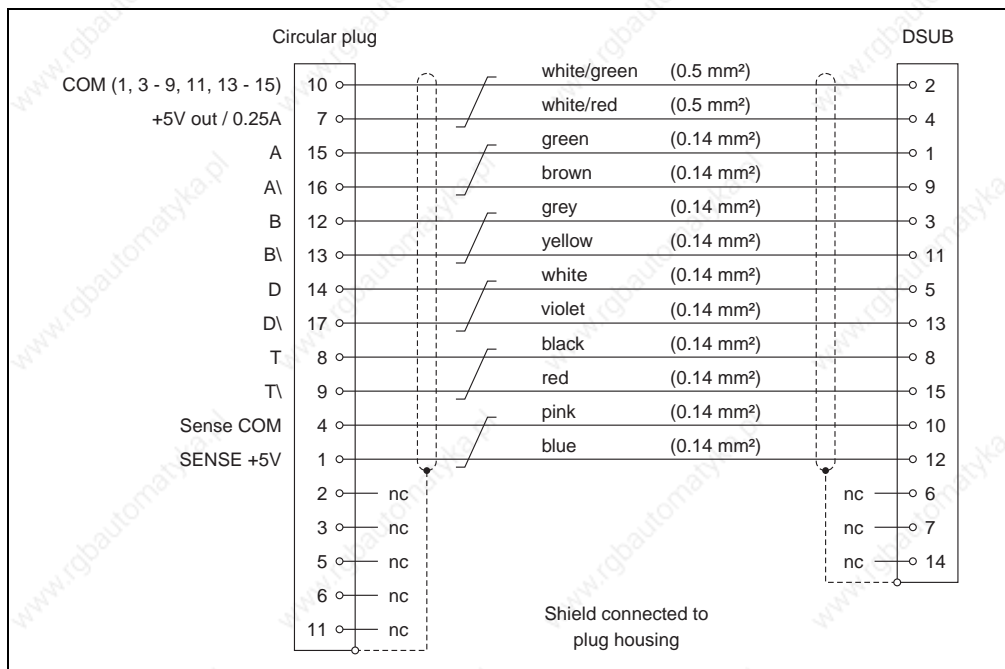 Circular plug DSUB
COM (1, 3 - 9, 11, 13 - 15) 10 white/green (0.5 mm²) 2
+5V out / 0.25A 7 white/red (0.5 mm²) 4
A 15 green (0.14 mm²) 1
A\ 16 brown (0.14 mm²) 9
B 12 grey (0.14 mm²) 3
B\ 13 yellow (0.14 mm²) 11
D 14 white (0.14 mm²) 5
D\ 17 violet (0.14 mm²) 13
T 8 black (0.14 mm²) 8
T\ 9 red (0.14 mm²) 15
Sense COM 4 pink (0.14 mm²) 10
SENSE +5V 1 blue (0.14 mm²) 12
2 nc nc 6
3 nc nc 7
5 nc nc 14
6 nc
11 nc
Shield connected to
plug housing
www.rgbautomatyka.pl